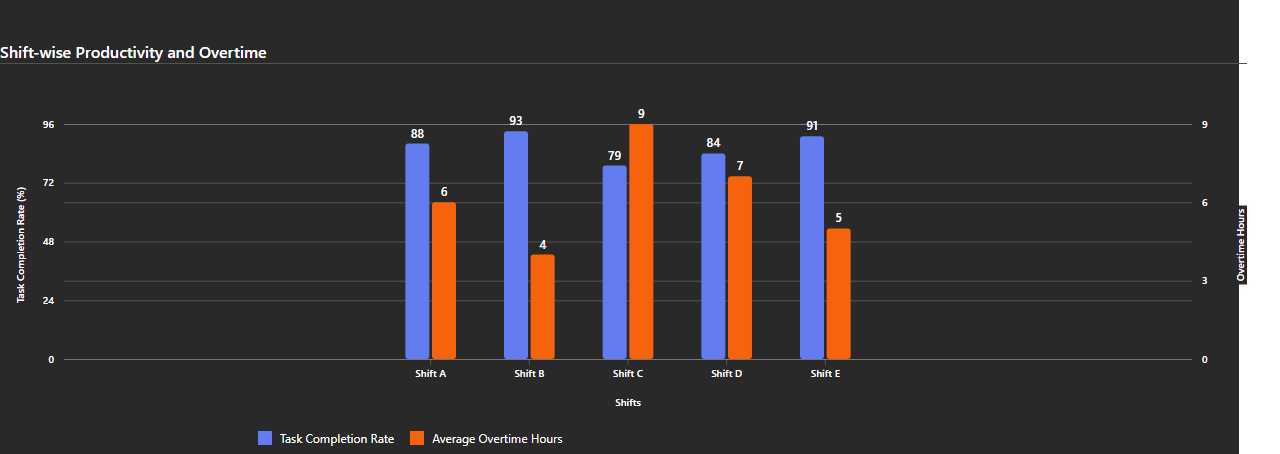 Shift-wise Productivity and Overtime
9
96 88 93 91 9
79 84 7
72 6
6
5
48 4
3
24
0 0
Task Completion Rate (%)
Overtime Hours
Shift A Shift B Shift C Shift D Shift E
Shifts
Task Completion Rate Average Overtime Hours